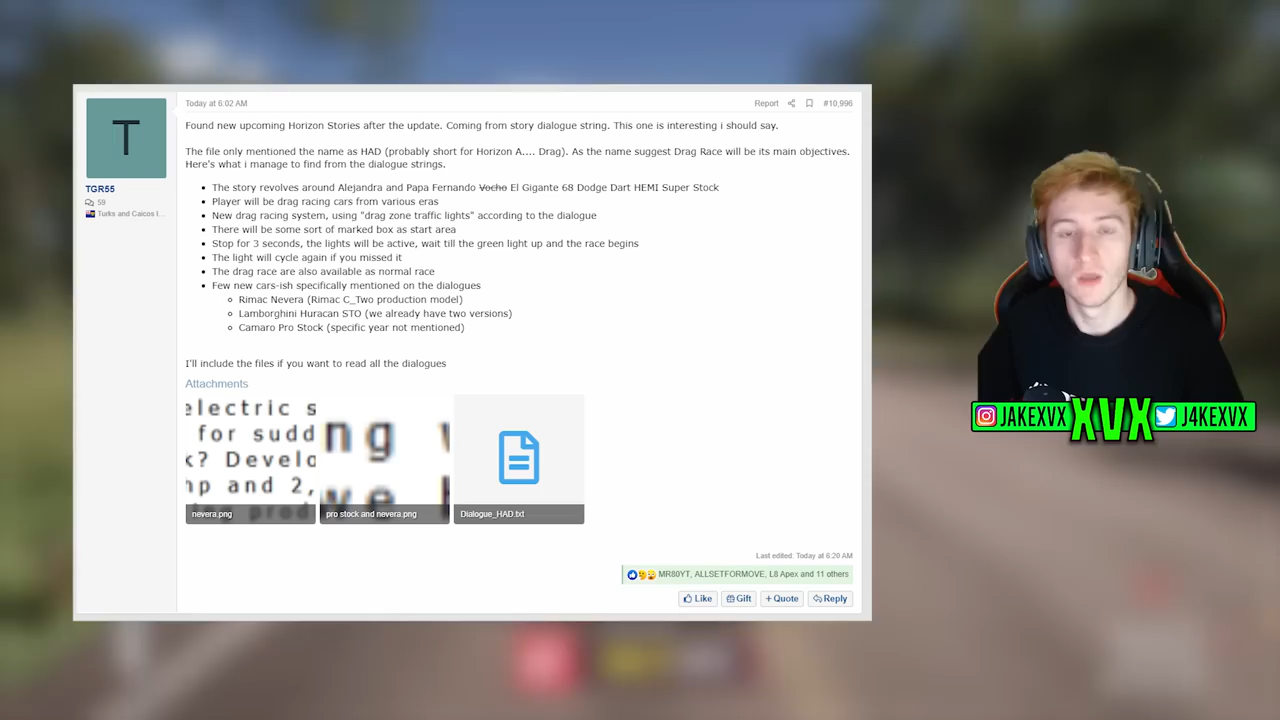 T
TGR55
59
Turks and Caicos I...
Today at 6:02 AM
Report
#10,996
Found new upcoming Horizon Stories after the update. Coming from story dialogue string. This one is interesting i should say.
The file only mentioned the name as HAD (probably short for Horizon A.... Drag). As the name suggest Drag Race will be its main objectives.
Here's what i manage to find from the dialogue strings.
• The story revolves around Alejandra and Papa Fernando Vocho El Gigante 68 Dodge Dart HEMI Super Stock
• Player will be drag racing cars from various eras
• New drag racing system, using "drag zone traffic lights" according to the dialogue
• There will be some sort of marked box as start area
• Stop for 3 seconds, the lights will be active, wait till the green light up and the race begins
• The light will cycle again if you missed it
• The drag race are also available as normal race
• Few new cars-ish specifically mentioned on the dialogues
◦ Rimac Nevera (Rimac C_Two production model)
◦ Lamborghini Huracan STO (we already have two versions)
◦ Camaro Pro Stock (specific year not mentioned)
I'll include the files if you want to read all the dialogues
Attachments
electric s
for sudd
k? Develo
np and 2,
prod
nevera.png
ng
ve
pro stock and nevera.png
Dialogue_HAD.txt
Last edited: Today at 6:20 AM
MR80YT, ALLSETFORMOVE, L8 Apex and 11 others
Like
Gift
+ Quote
Reply
JAKEXVX XVX J4KEXVX